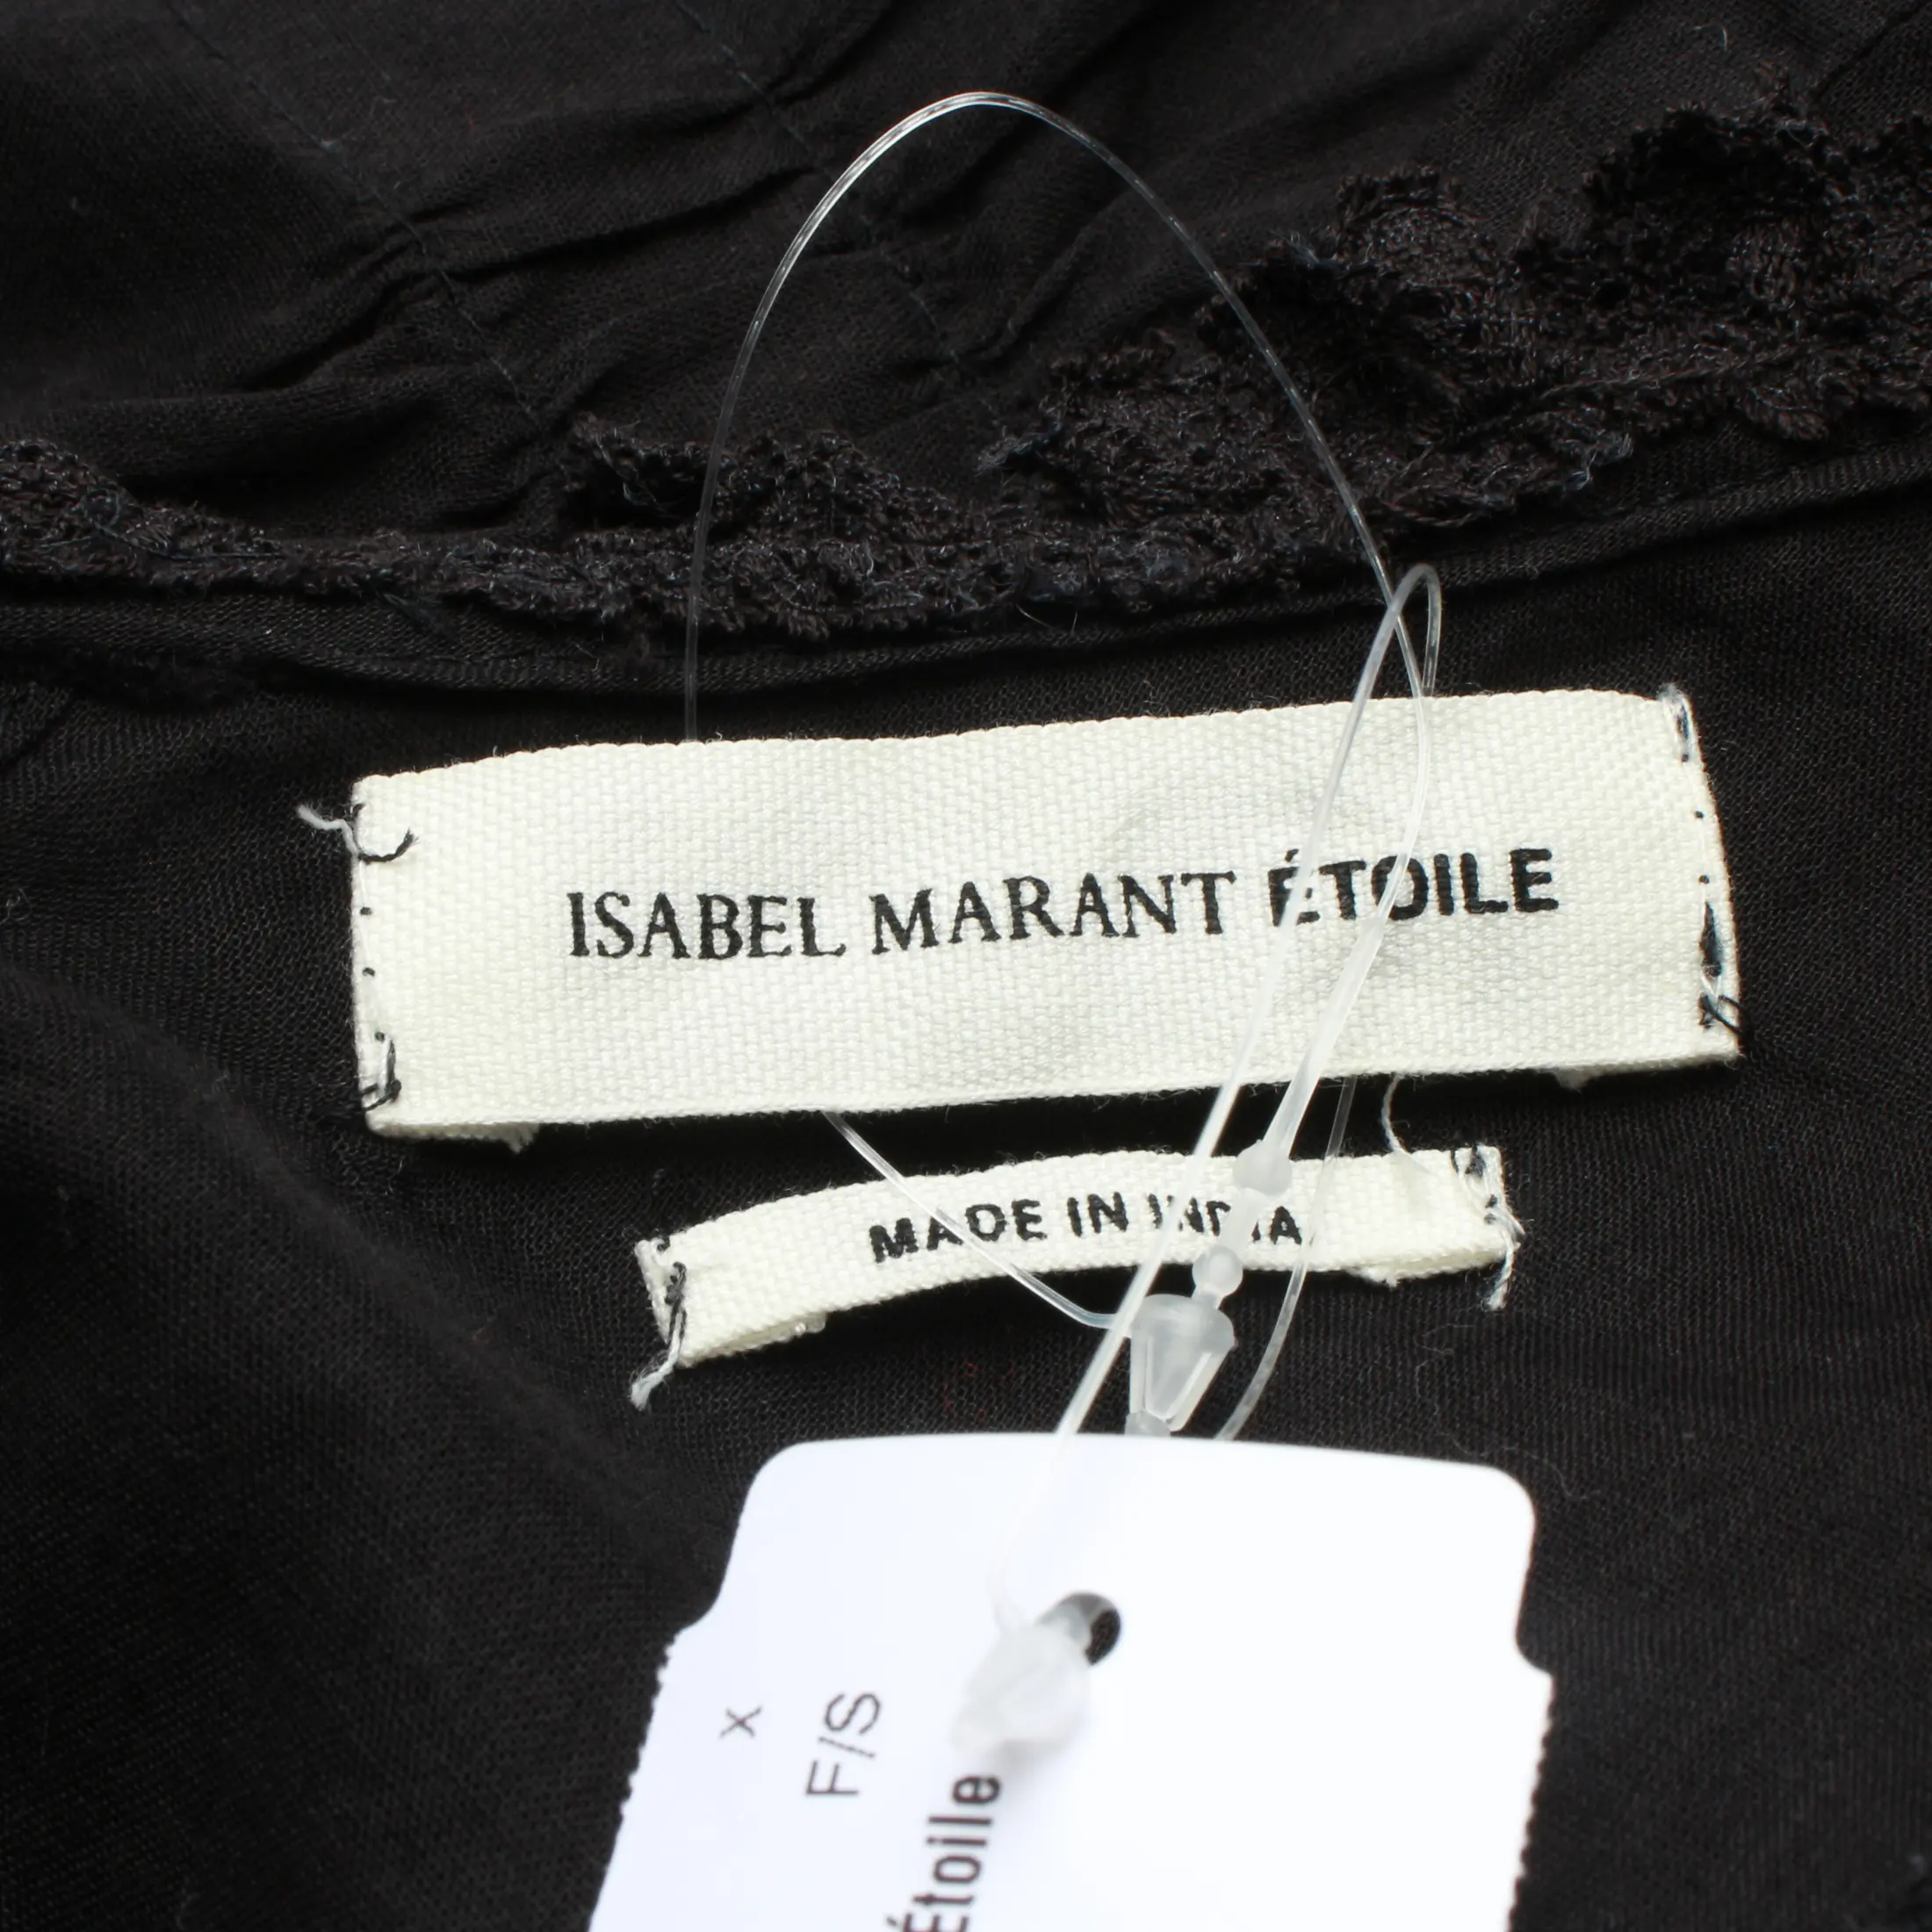 ISABEL MARANT ÉTOILE
MADE IN INDIA
x
F/S
Étoile